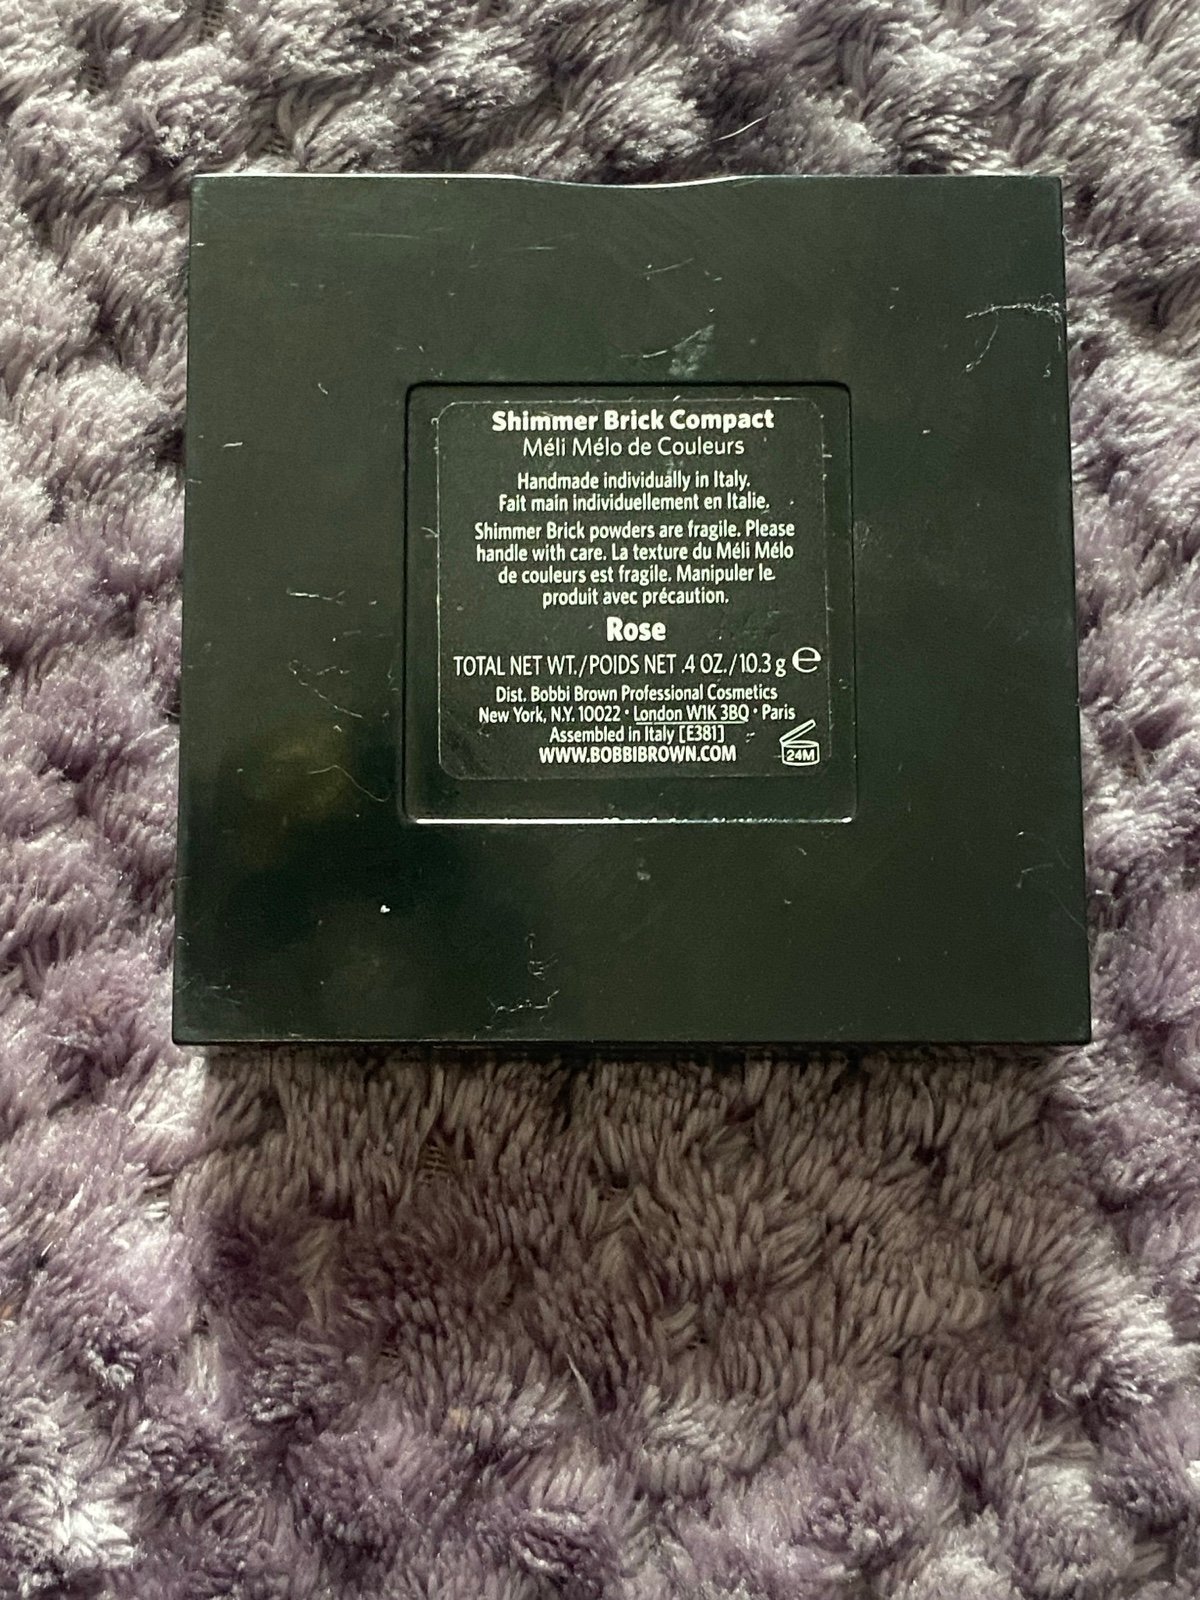 Shimmer Brick Compact
Méli Mélo de Couleurs
Handmade individually in Italy.
Fait main individuellement en Italie.
Shimmer Brick powders are fragile. Please
handle with care. La texture du Méli Mélo
de couleurs est fragile. Manipuler le
produit avec précaution.
Rose
TOTAL NET WT./POIDS NET .4 OZ./10.3 g ℮
Dist. Bobbi Brown Professional Cosmetics
New York, N.Y. 10022 · London W1K 3BQ · Paris
Assembled in Italy [E381]
WWW.BOBBIBROWN.COM
24M